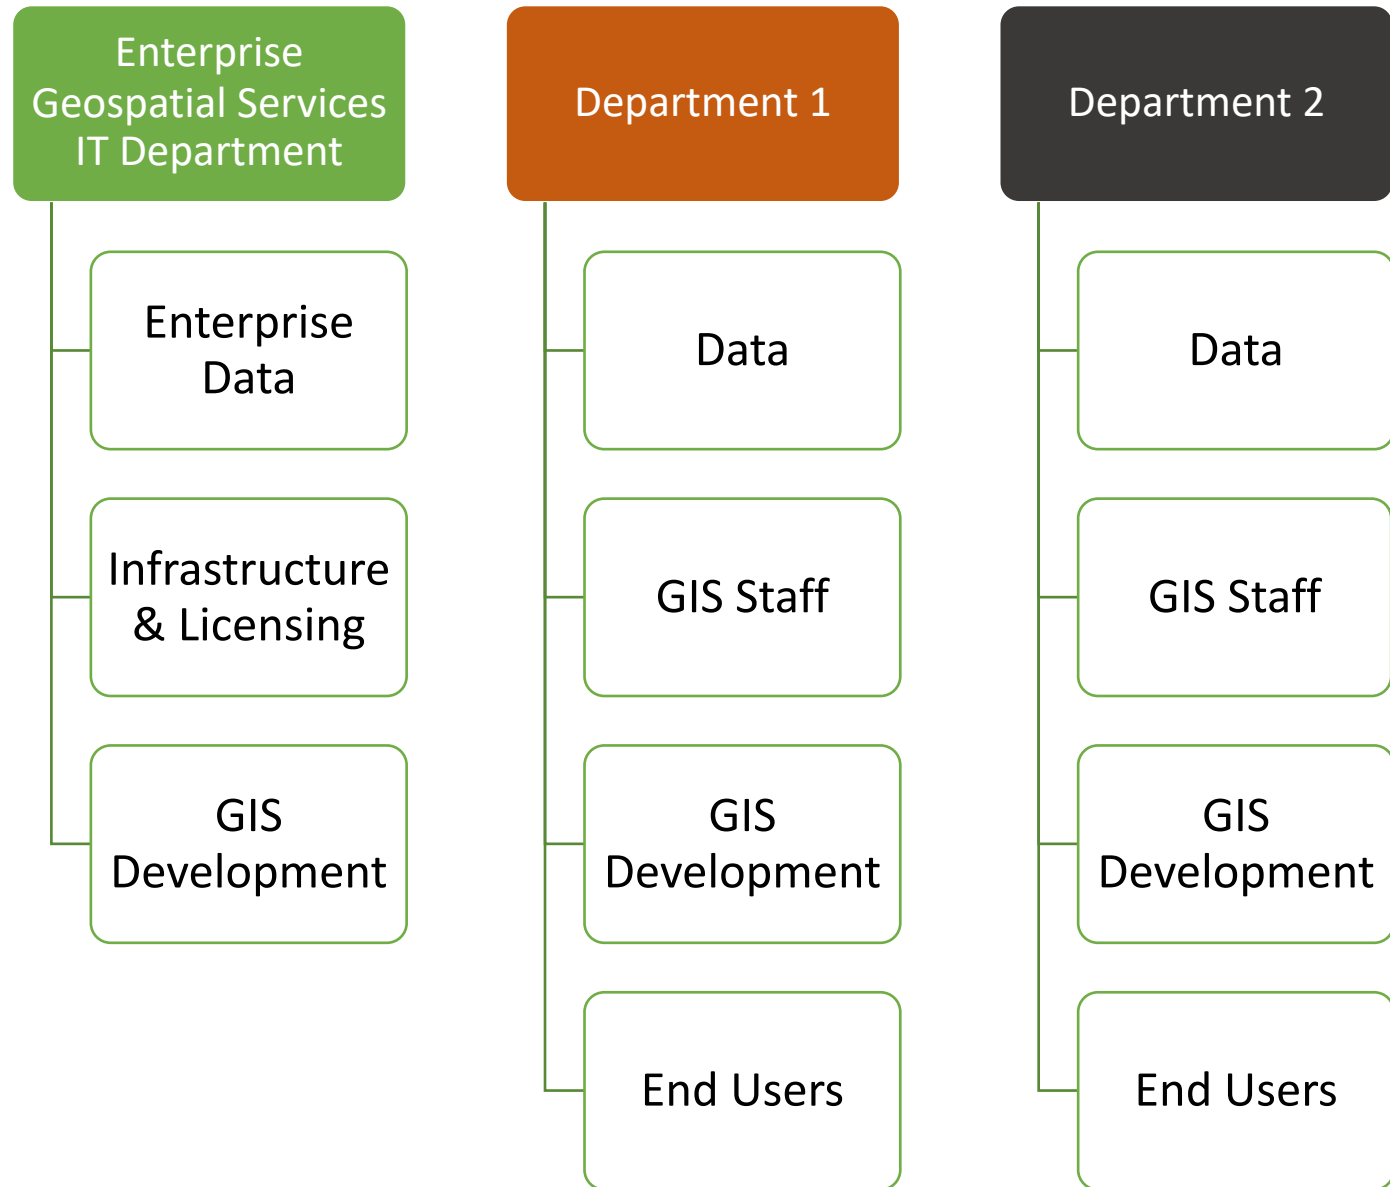 Enterprise
Geospatial Services
IT Department
Enterprise
Data
Infrastructure
& Licensing
GIS
Development
Department 1
Data
GIS Staff
GIS
Development
End Users
Department 2
Data
GIS Staff
GIS
Development
End Users